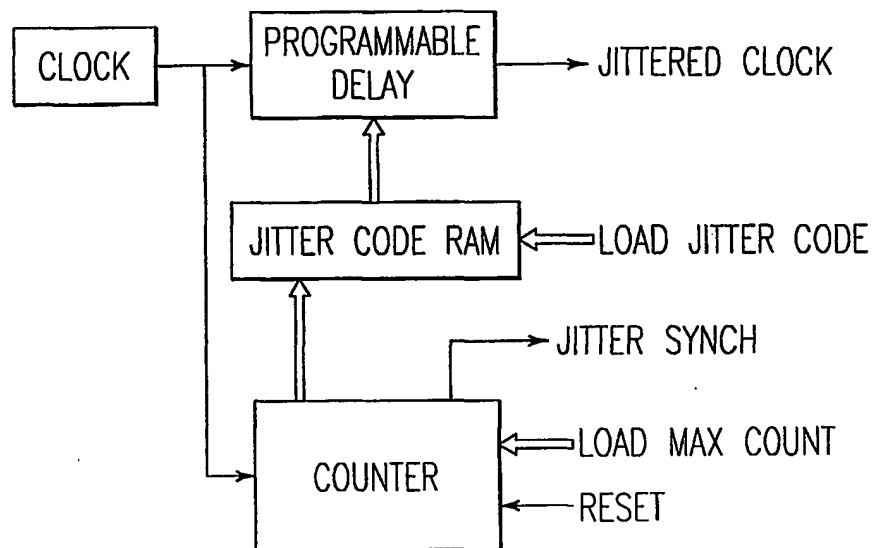 CLOCK
PROGRAMMABLE
DELAY
JITTERED CLOCK
JITTER CODE RAM
LOAD JITTER CODE
JITTER SYNCH
COUNTER
LOAD MAX COUNT
RESET